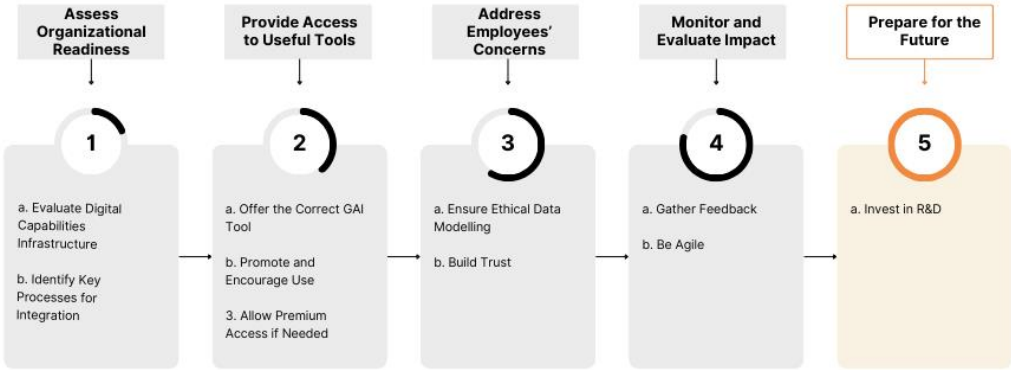 Assess
Organizational
Readiness
Provide Access
to Useful Tools
Address
Employees'
Concerns
Monitor and
Evaluate Impact
Prepare for the
Future
1
2
3
4
5
a. Evaluate Digital
Capabilities
Infrastructure
b. Identify Key
Processes for
Integration
a. Offer the Correct GAI
Tool
b. Promote and
Encourage Use
3. Allow Premium
Access if Needed
a. Ensure Ethical Data
Modelling
b. Build Trust
a. Gather Feedback
b. Be Agile
a. Invest in R&D